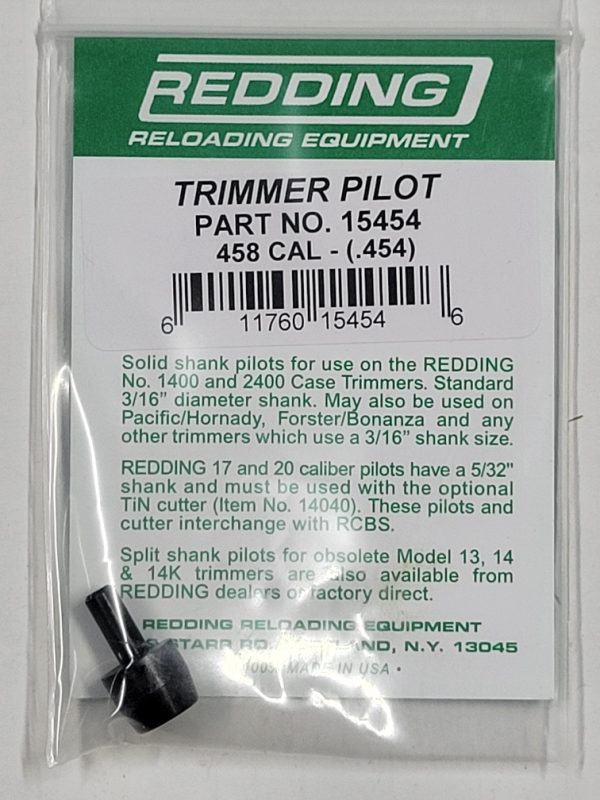 REDDING
RELOADING EQUIPMENT
TRIMMER PILOT
PART NO. 15454
458 CAL - (.454)
6 11760 15454 6
Solid shank pilots for use on the REDDING
No. 1400 and 2400 Case Trimmers. Standard
3/16" diameter shank. May also be used on
Pacific/Hornady, Forster/Bonanza and any
other trimmers which use a 3/16" shank size.
REDDING 17 and 20 caliber pilots have a 5/32"
shank and must be used with the optional
TiN cutter (Item No. 14040). These pilots and
cutter interchange with RCBS.
Split shank pilots for obsolete Model 13, 14
& 14K trimmers are also available from
REDDING dealers or factory direct.
REDDING RELOADING EQUIPMENT
STARR RD. N.Y. 13045
MADE IN USA •